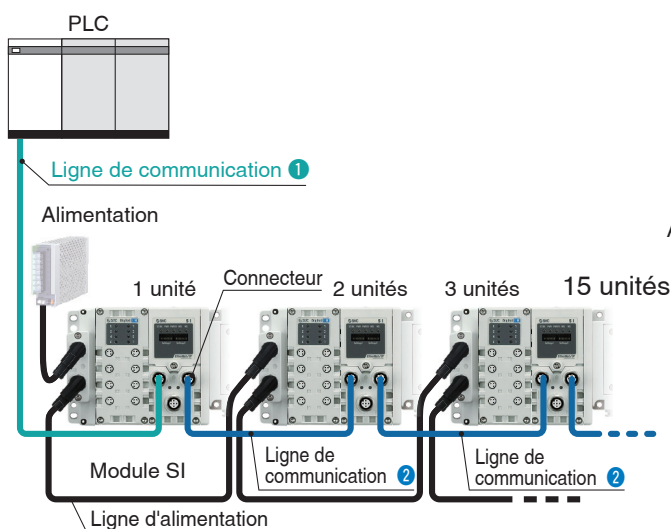 PLC
Ligne de communication 1
Alimentation
1 unité
Connecteur
2 unités
3 unités
15 unités
Module SI
Ligne de
communication 2
Ligne de
communication 2
Ligne d'alimentation